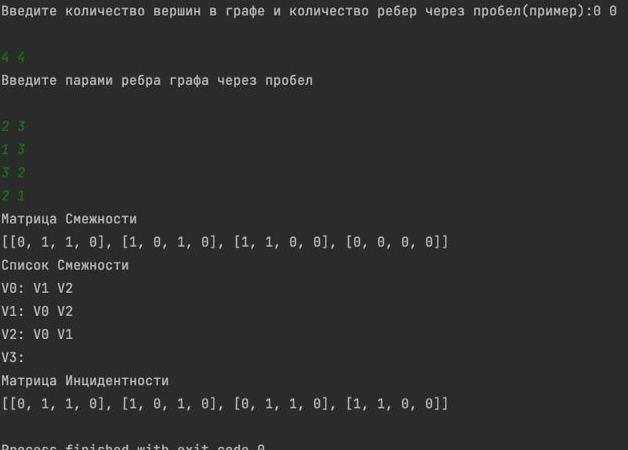 Введите количество вершин в графе и количество ребер через пробел(пример):0 0
4 4
Введите парами ребра графа через пробел
2 3
1 3
3 2
2 1
Матрица Смежности
[[0, 1, 1, 0], [1, 0, 1, 0], [1, 1, 0, 0], [0, 0, 0, 0]]
Список Смежности
V0: V1 V2
V1: V0 V2
V2: V0 V1
V3:
Матрица Инцидентности
[[0, 1, 1, 0], [1, 0, 1, 0], [0, 1, 1, 0], [1, 1, 0, 0]]
Process finished with exit code 0